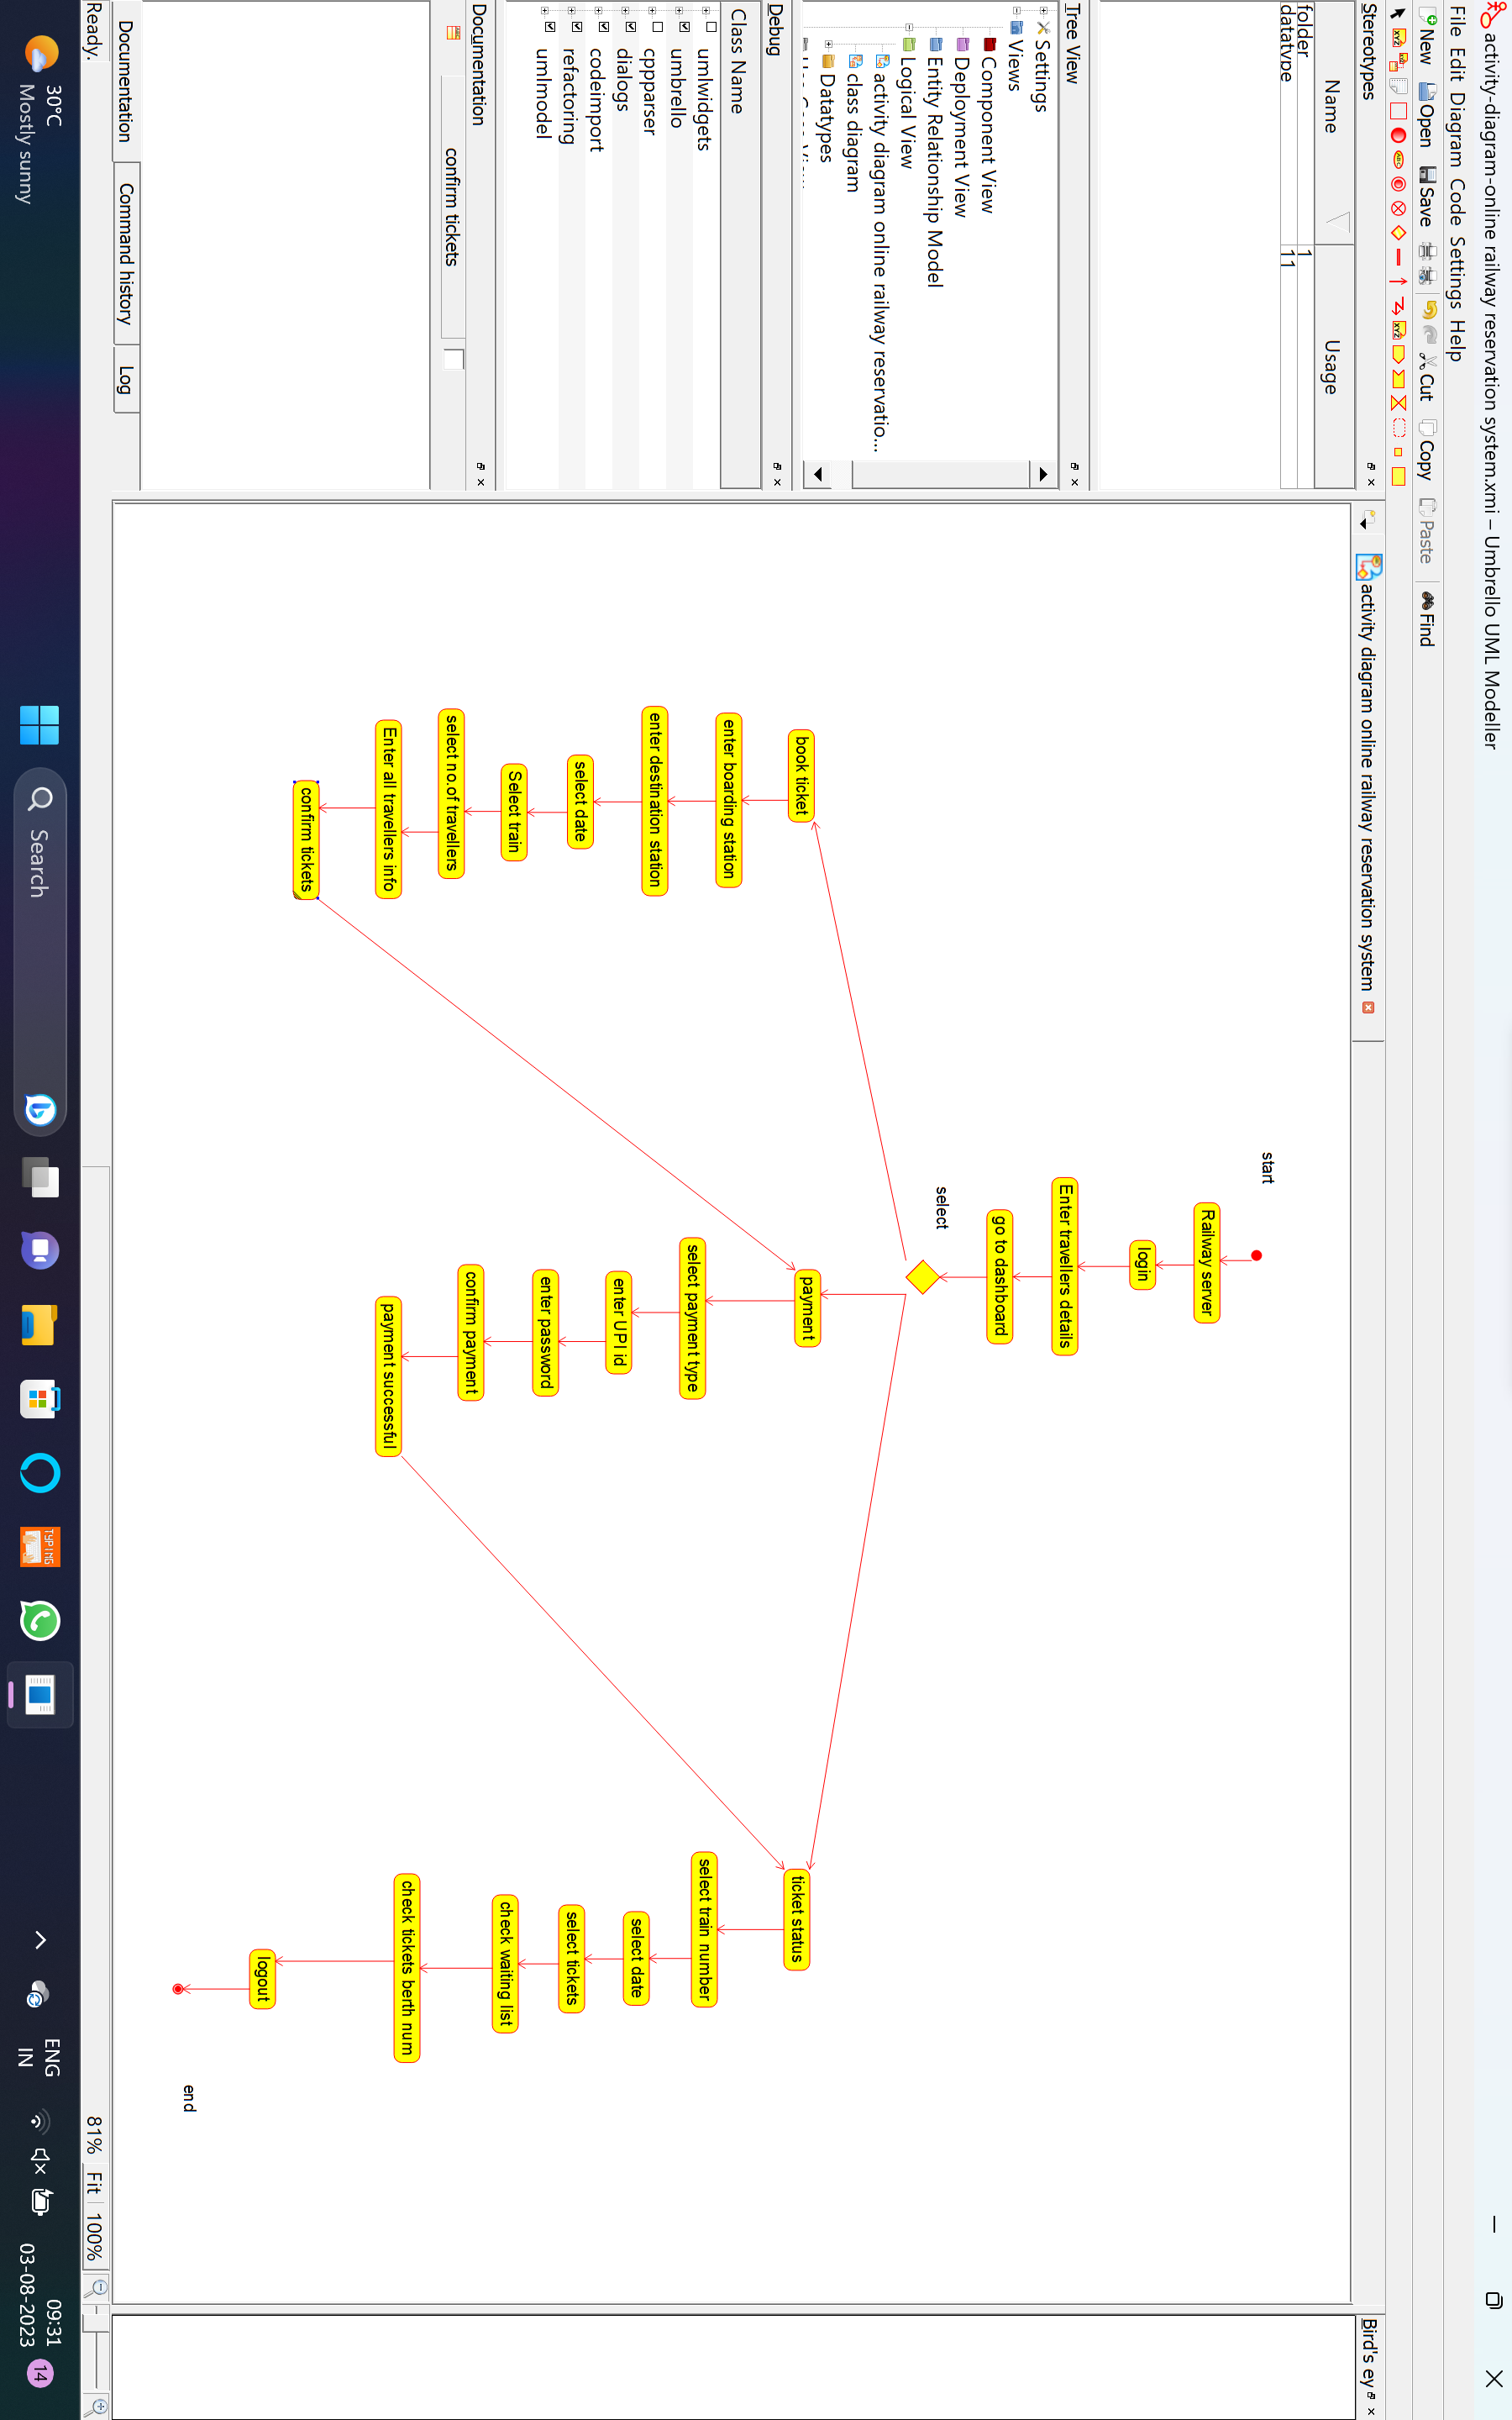 activity-diagram-online railway reservation system.xmi – Umbrello UML Modeller
File Edit Diagram Code Settings Help
New Open Save Cut Copy Paste Find
Stereotypes
Name Usage
folder 1
datatype 11
Tree View
Settings
Views
Component View
Deployment View
Entity Relationship Model
Logical View
activity diagram online railway reservatio...
class diagram
Datatypes
Debug
Class Name
umlwidgets
umbrello
cppparser
dialogs
codeimport
refactoring
umlmodel
Documentation
confirm tickets
Documentation Command history Log
Ready.
activity diagram online railway reservation system
start
Railway server
login
Enter travellers details
go to dashboard
select
book ticket
enter boarding station
enter destination station
select date
Select train
select no.of travellers
Enter all travellers info
confirm tickets
payment
select payment type
enter UPI id
enter password
confirm payment
payment successful
ticket status
select train number
select date
select tickets
check waiting list
check tickets berth num
logout
end
Bird's ey
81% Fit 100%
30°C
Mostly sunny
Search
TYPING
ENG
IN
09:31
03-08-2023
14